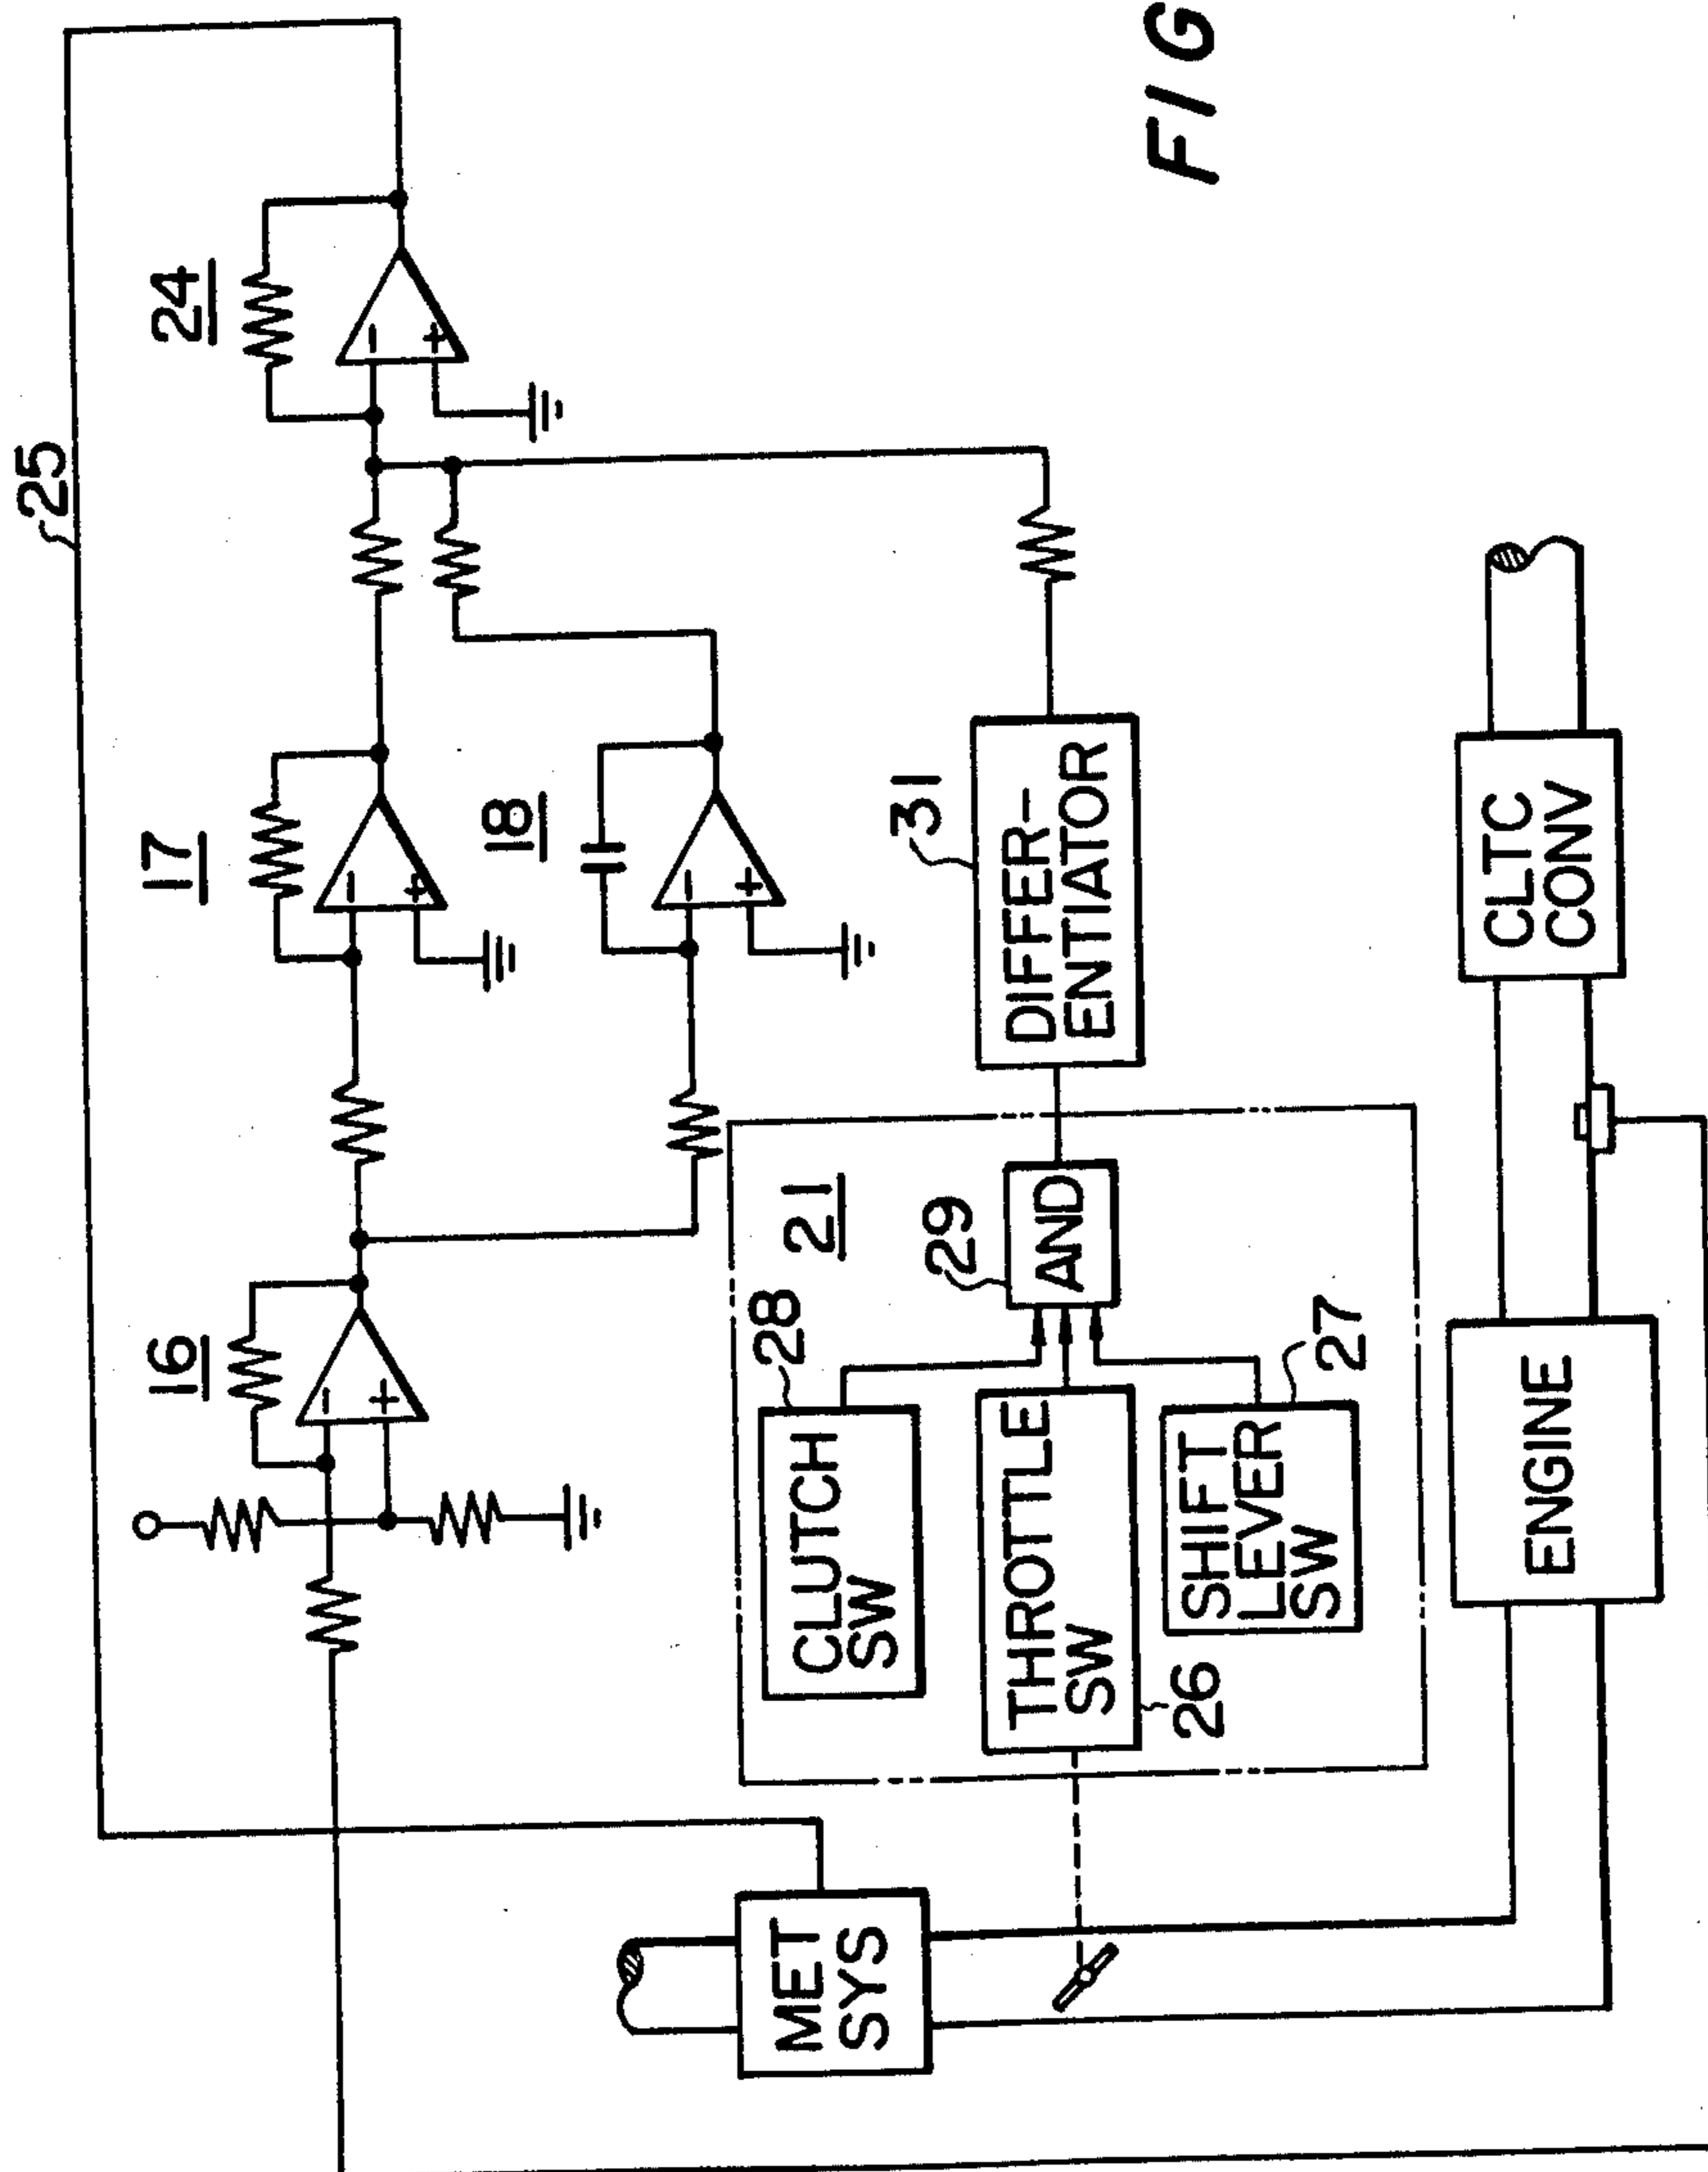 25
24
17
18
16
31
DIFFER-
ENTIATOR
21
28
29
AND
CLUTCH
SW
THROTTLE
SW
26
SHIFT
LEVER
SW
27
MET
SYS
ENGINE
CLTC
CONV
FIG